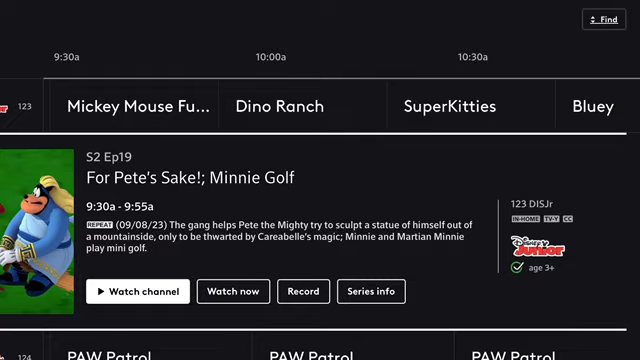 Find
9:30a
10:00a
10:30a
123
Mickey Mouse Fu...
Dino Ranch
SuperKitties
Bluey
S2 Ep19
For Pete's Sake!; Minnie Golf
9:30a - 9:55a
REPEAT (09/08/23) The gang helps Pete the Mighty try to sculpt a statue of himself out of
a mountainside, only to be thwarted by Careabelle's magic; Minnie and Martian Minnie
play mini golf.
123 DISJr
IN-HOME TV-Y CC
Disney
Junior
age 3+
Watch channel
Watch now
Record
Series info
124
PAW Patrol
PAW Patrol
PAW Patrol